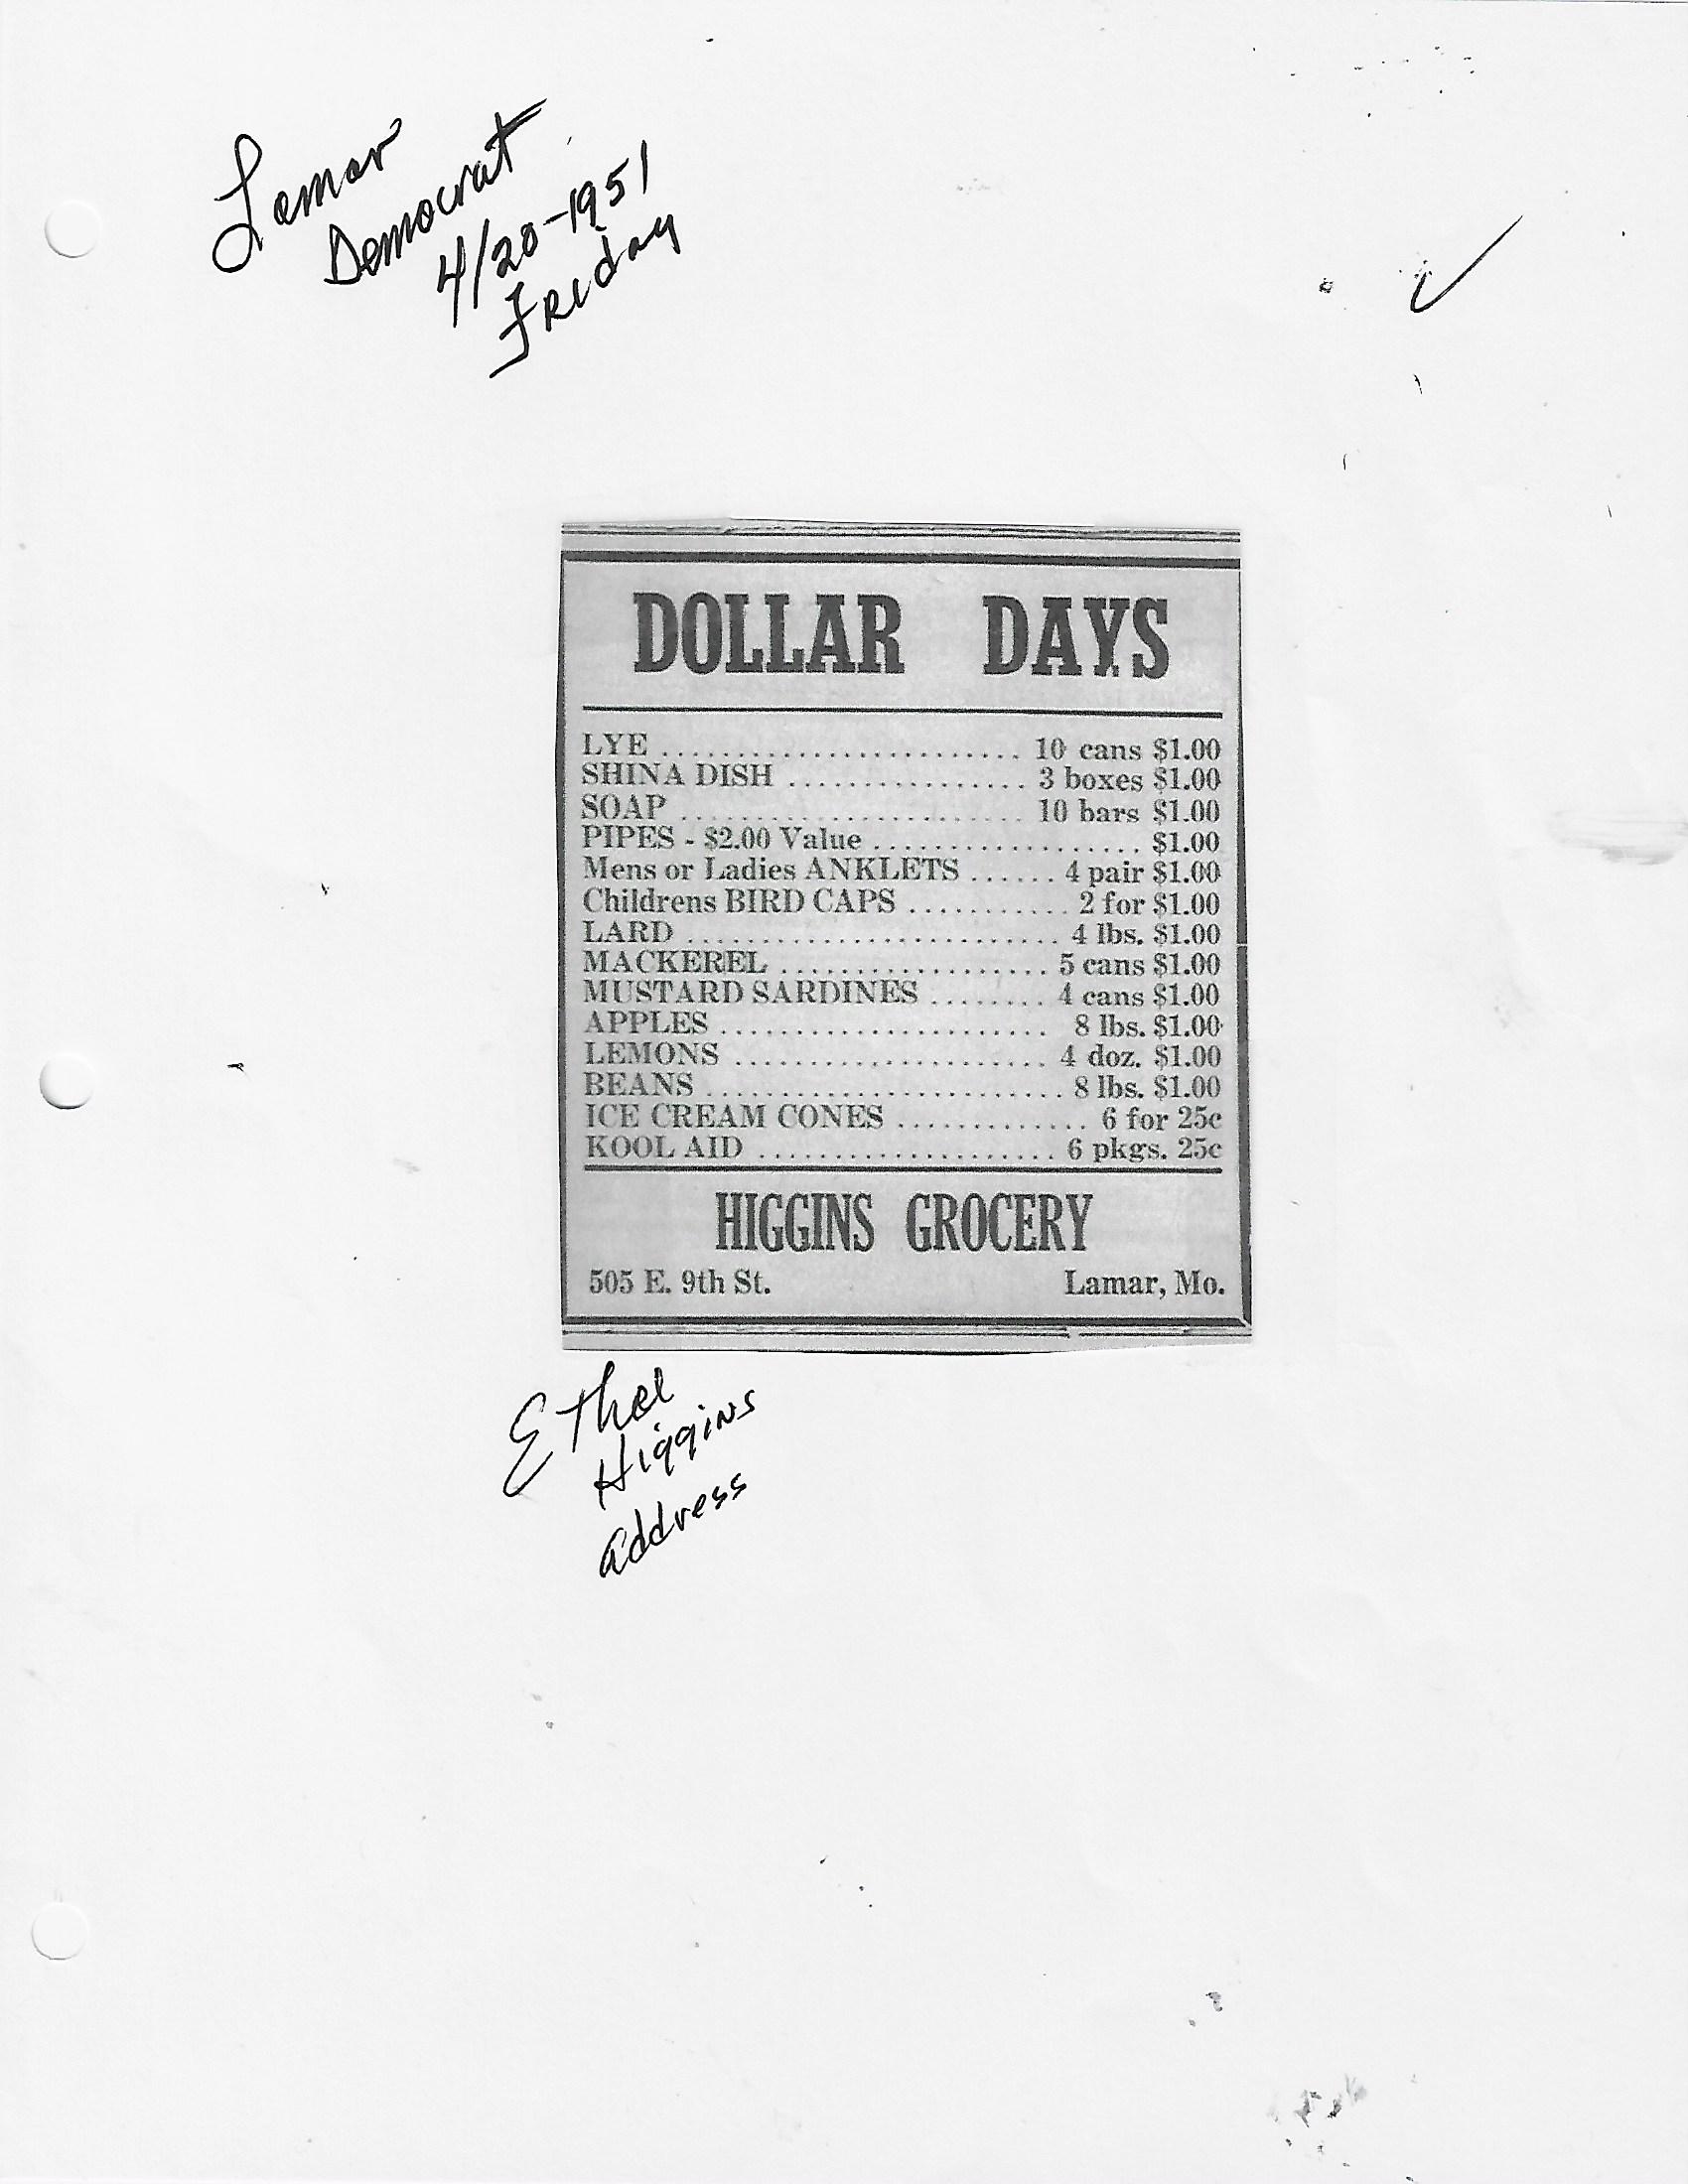 Lamar
Democrat
4/20-1951
Friday
DOLLAR DAYS
LYE ........................ 10 cans $1.00
SHINA DISH ................ 3 boxes $1.00
SOAP ....................... 10 bars $1.00
PIPES - $2.00 Value ................... $1.00
Mens or Ladies ANKLETS ...... 4 pair $1.00
Childrens BIRD CAPS ........... 2 for $1.00
LARD ......................... 4 lbs. $1.00
MACKEREL .................. 5 cans $1.00
MUSTARD SARDINES ........ 4 cans $1.00
APPLES ...................... 8 lbs. $1.00
LEMONS ..................... 4 doz. $1.00
BEANS ........................ 8 lbs. $1.00
ICE CREAM CONES ............. 6 for 25c
KOOL AID .................... 6 pkgs. 25c
HIGGINS GROCERY
505 E. 9th St. Lamar, Mo.
Ethel
Higgins
address